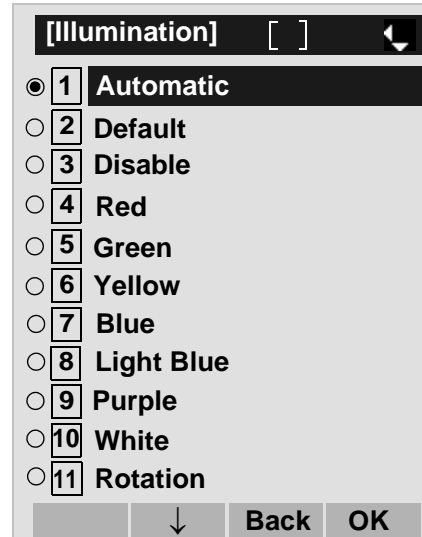 [Illumination] [ ]
1 Automatic
2 Default
3 Disable
4 Red
5 Green
6 Yellow
7 Blue
8 Light Blue
9 Purple
10 White
11 Rotation
↓ Back OK